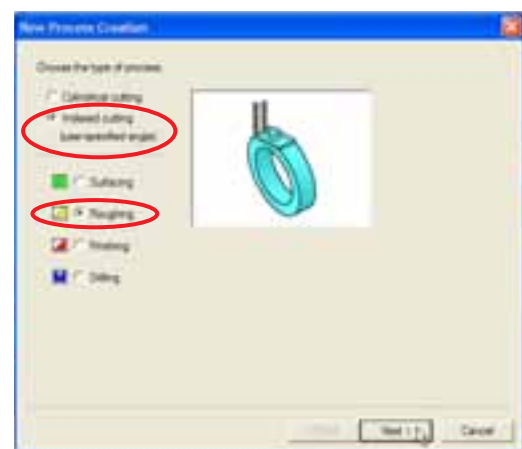 New Process Creation
Choose the type of process.
Cylindrical cutting
Indexed cutting
(user-specified angle)
Surfacing
Roughing
Finishing
Drilling
Next >
Cancel